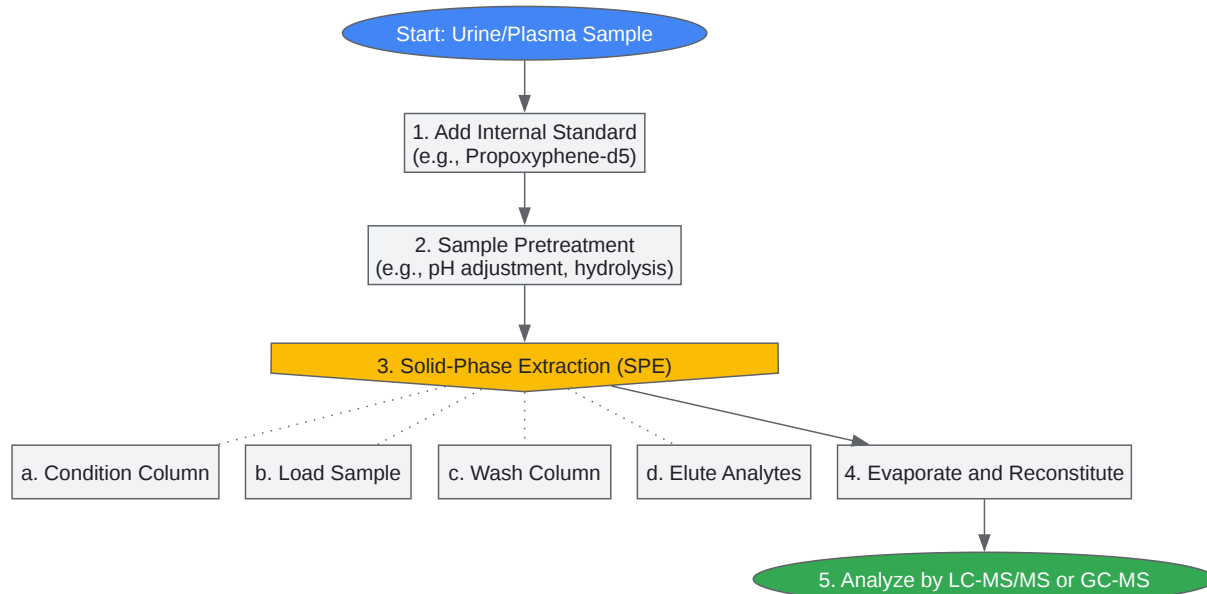 Start: Urine/Plasma Sample
1. Add Internal Standard
(e.g., Propoxyphene-d5)
2. Sample Pretreatment
(e.g., pH adjustment, hydrolysis)
3. Solid-Phase Extraction (SPE)
a. Condition Column
b. Load Sample
c. Wash Column
d. Elute Analytes
4. Evaporate and Reconstitute
5. Analyze by LC-MS/MS or GC-MS